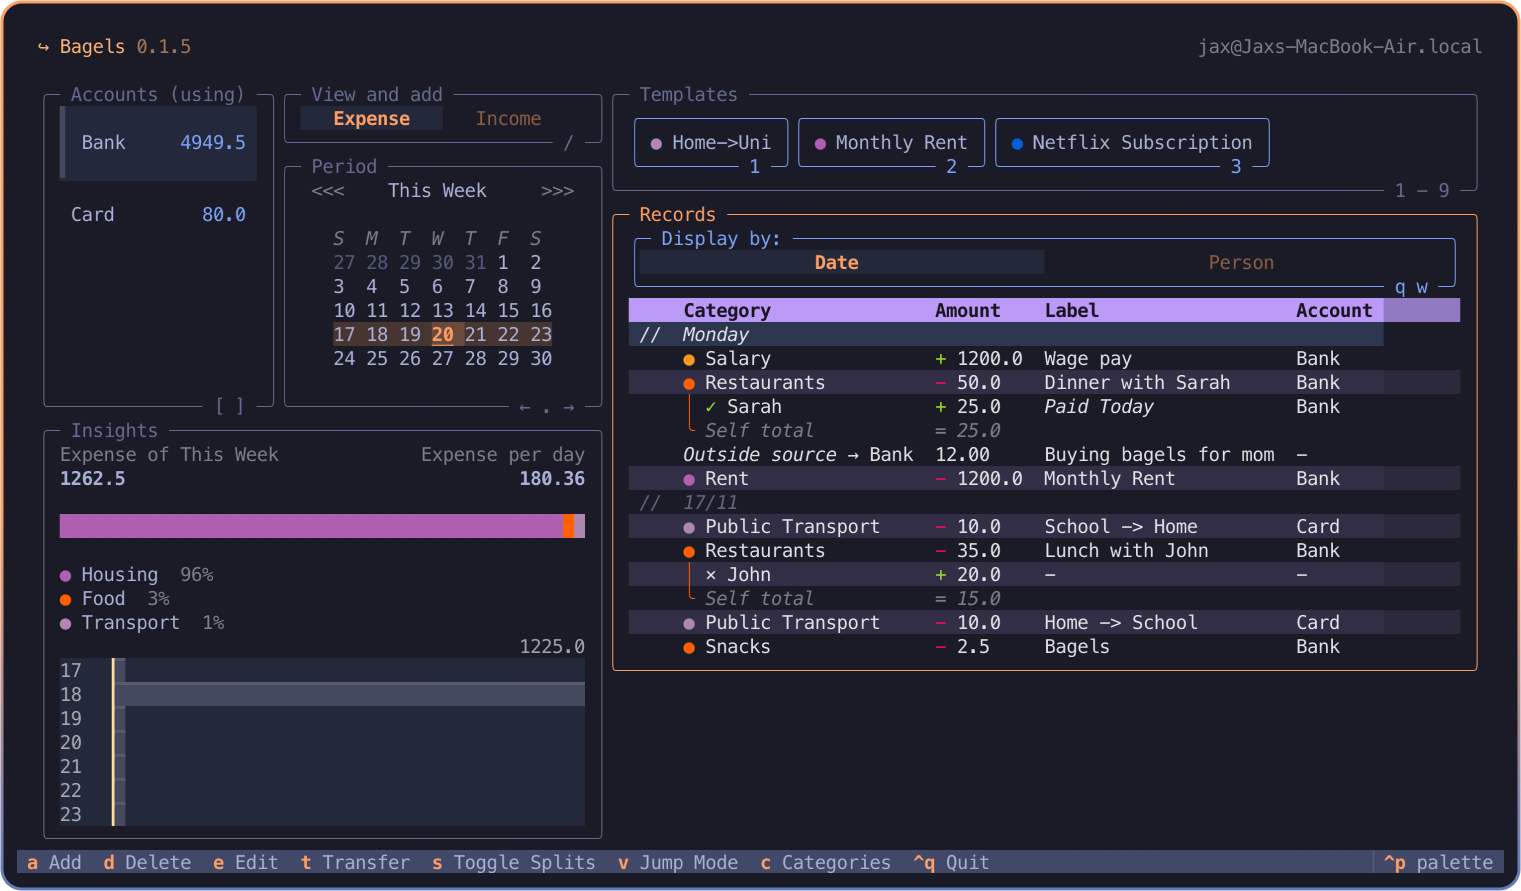 ↪ Bagels 0.1.5
jax@Jaxs-MacBook-Air.local
Accounts (using)
Bank 4949.5
Card 80.0
[ ]
View and add
Expense Income
/
Period
<<< This Week >>>
S M T W T F S
27 28 29 30 31 1 2
3 4 5 6 7 8 9
10 11 12 13 14 15 16
17 18 19 20 21 22 23
24 25 26 27 28 29 30
← . →
Insights
Expense of This Week Expense per day
1262.5 180.36
● Housing 96%
● Food 3%
● Transport 1%
1225.0
17
18
19
20
21
22
23
Templates
● Home->Uni
1
● Monthly Rent
2
● Netflix Subscription
3
1 - 9
Records
Display by:
Date Person
q w
Category Amount Label Account
// Monday
● Salary + 1200.0 Wage pay Bank
● Restaurants - 50.0 Dinner with Sarah Bank
✓ Sarah + 25.0 Paid Today Bank
Self total = 25.0
Outside source → Bank 12.00 Buying bagels for mom -
● Rent - 1200.0 Monthly Rent Bank
// 17/11
● Public Transport - 10.0 School -> Home Card
● Restaurants - 35.0 Lunch with John Bank
× John + 20.0 - -
Self total = 15.0
● Public Transport - 10.0 Home -> School Card
● Snacks - 2.5 Bagels Bank
a Add d Delete e Edit t Transfer s Toggle Splits v Jump Mode c Categories ^q Quit ^p palette